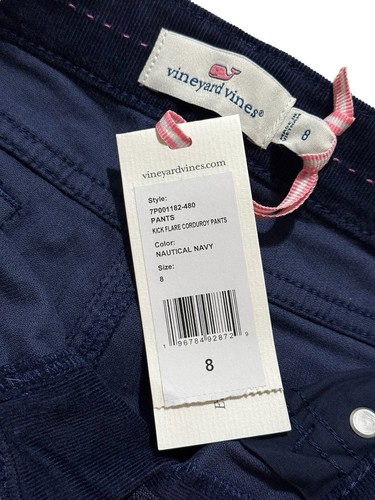 vineyard vines®
8
vineyardvines.com
Style:
7P001182-480
PANTS
KICK FLARE CORDUROY PANTS
Color:
NAUTICAL NAVY
Size:
8
1 96784 92872 9
8